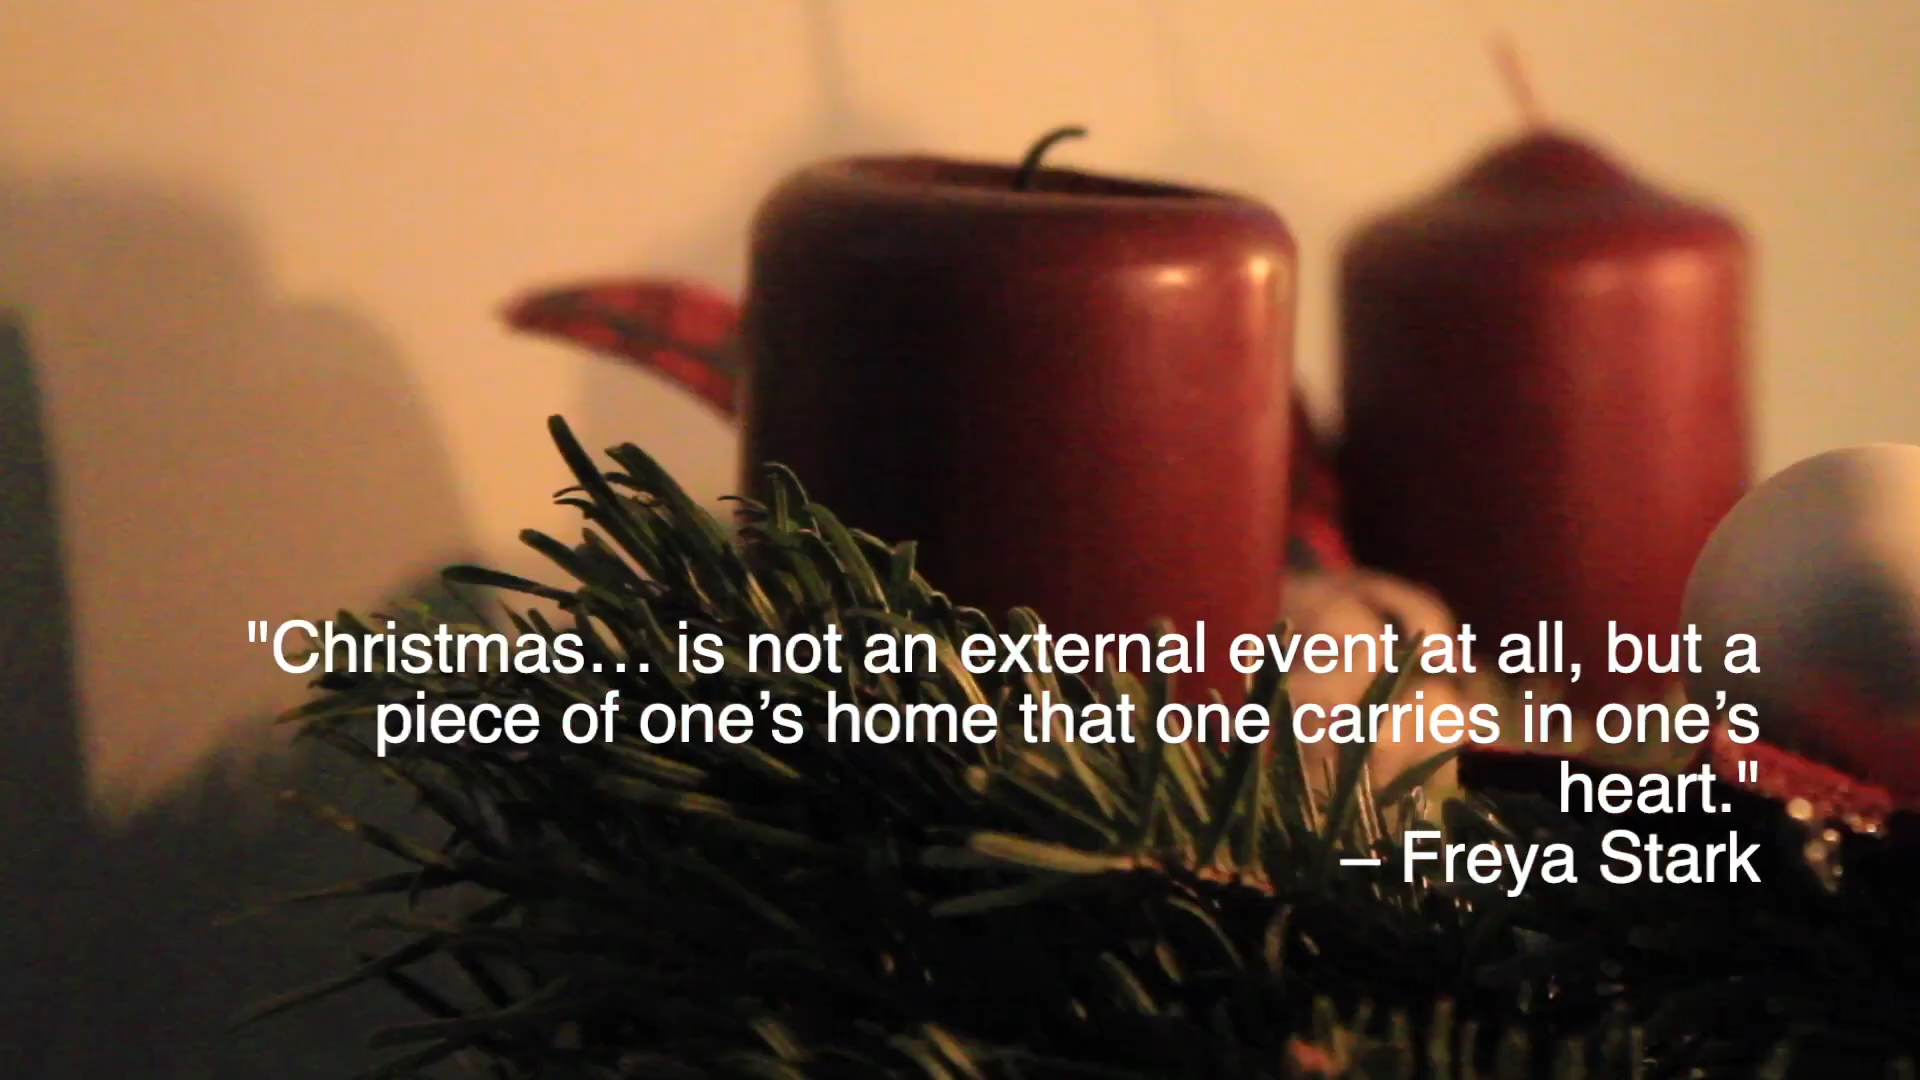 "Christmas… is not an external event at all, but a
piece of one’s home that one carries in one’s
heart."
– Freya Stark